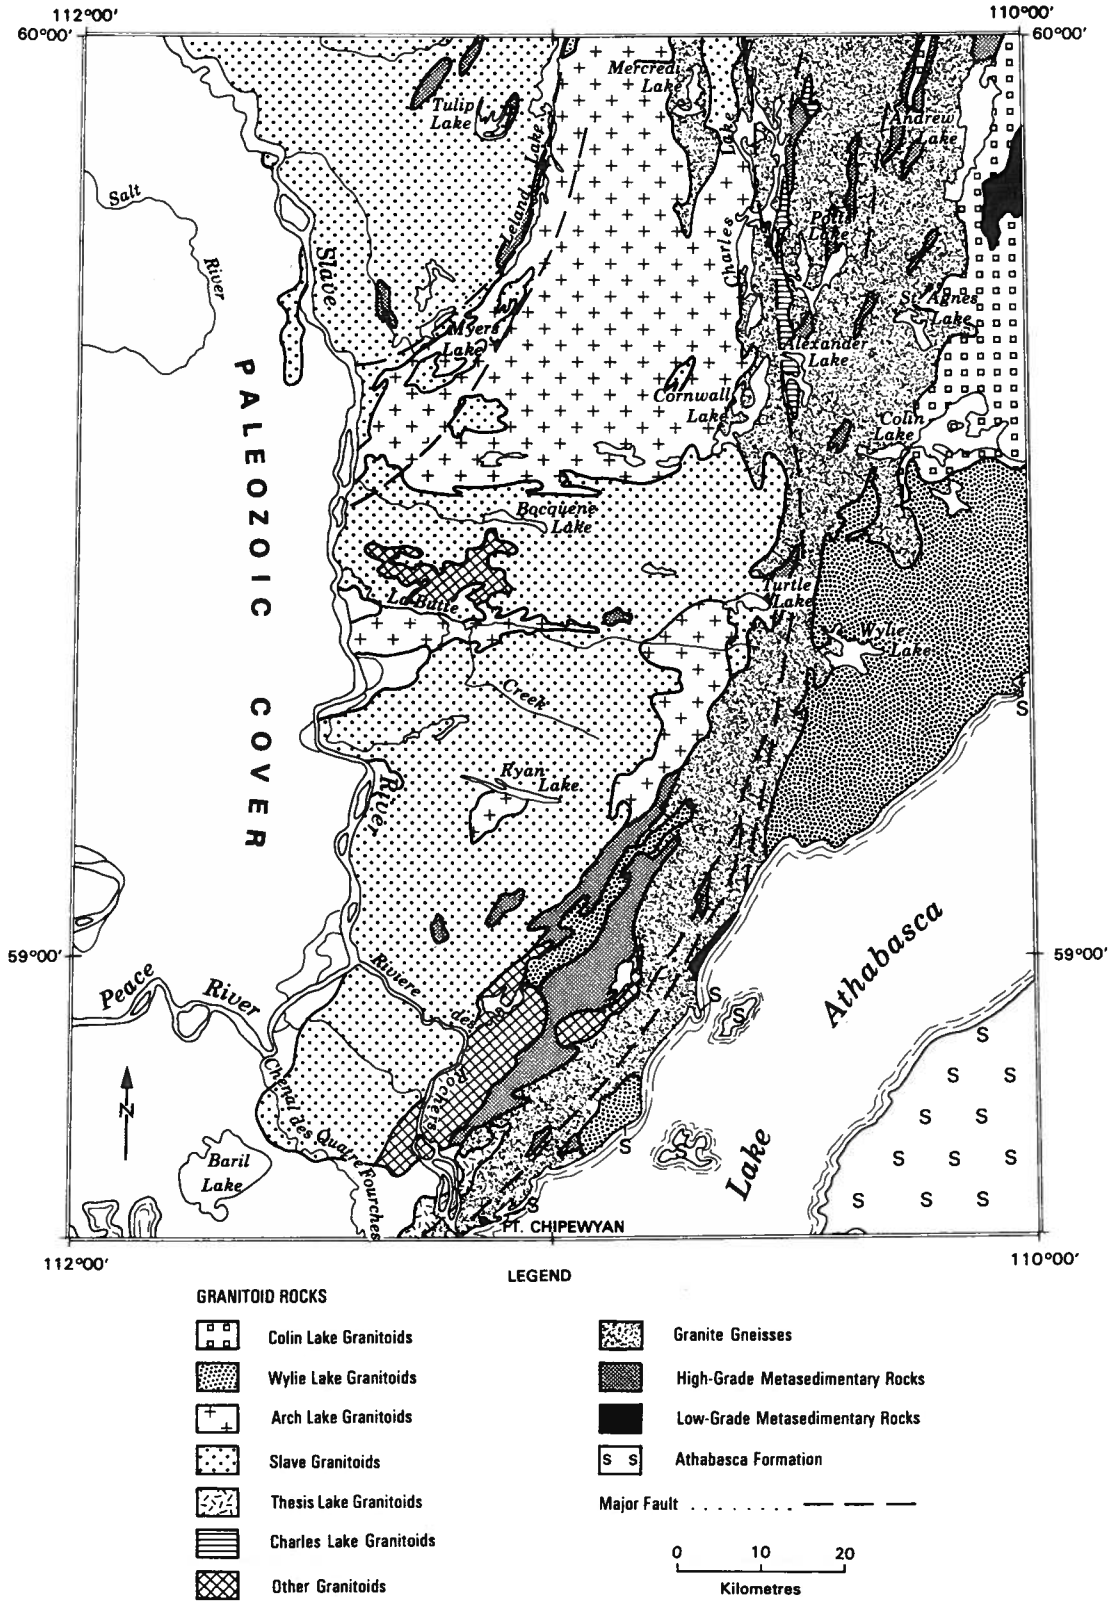 112°00'
110°00'
60°00'
60°00'
Mercredi
Lake
Tulip
Lake
Andrew
Lake
Lake
Leland Lake
Salt
River
Slave
Charles
Potts
Lake
St. Agnes
Lake
Myers
Lake
Alexander
Lake
Cornwall
Lake
Colin
Lake
PALEOZOIC COVER
Bocquene
Lake
La Butte
Turtle
Lake
Wylie
Lake
Creek
S
Ryan
Lake
River
Athabasca
59°00'
59°00'
Peace
River
Rivière
des
Rochers
S
S
S
S S
Chenal des Quatre Fourches
S S
N
Baril
Lake
S
Lake
S S S
S
S S S
PT. CHIPEWYAN
112°00'
110°00'
LEGEND
GRANITOID ROCKS
Colin Lake Granitoids
Wylie Lake Granitoids
Arch Lake Granitoids
Slave Granitoids
Thesis Lake Granitoids
Charles Lake Granitoids
Other Granitoids
Granite Gneisses
High-Grade Metasedimentary Rocks
Low-Grade Metasedimentary Rocks
S S Athabasca Formation
Major Fault
0 10 20
Kilometres